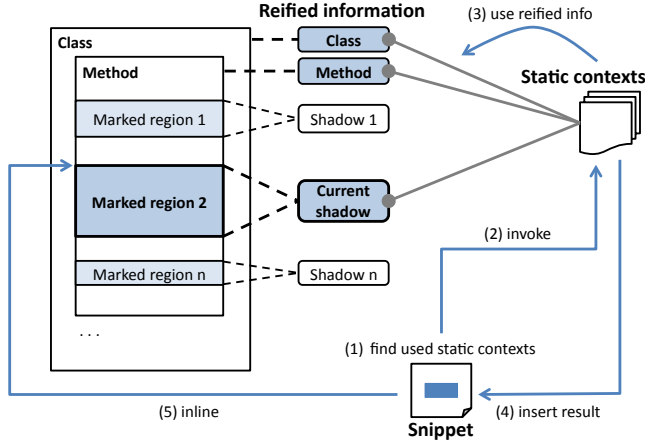 Reified information
(3) use reified info
Class
Class
Method
Method
Static contexts
Marked region 1
Shadow 1
Marked region 2
Current
shadow
(2) invoke
Marked region n
Shadow n
. . .
(1) find used static contexts
(5) inline
(4) insert result
Snippet